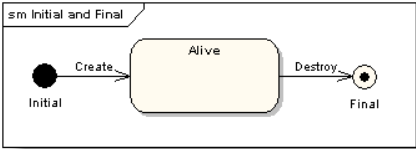 sm Initial and Final
Alive
Create
Destroy
Initial
Final